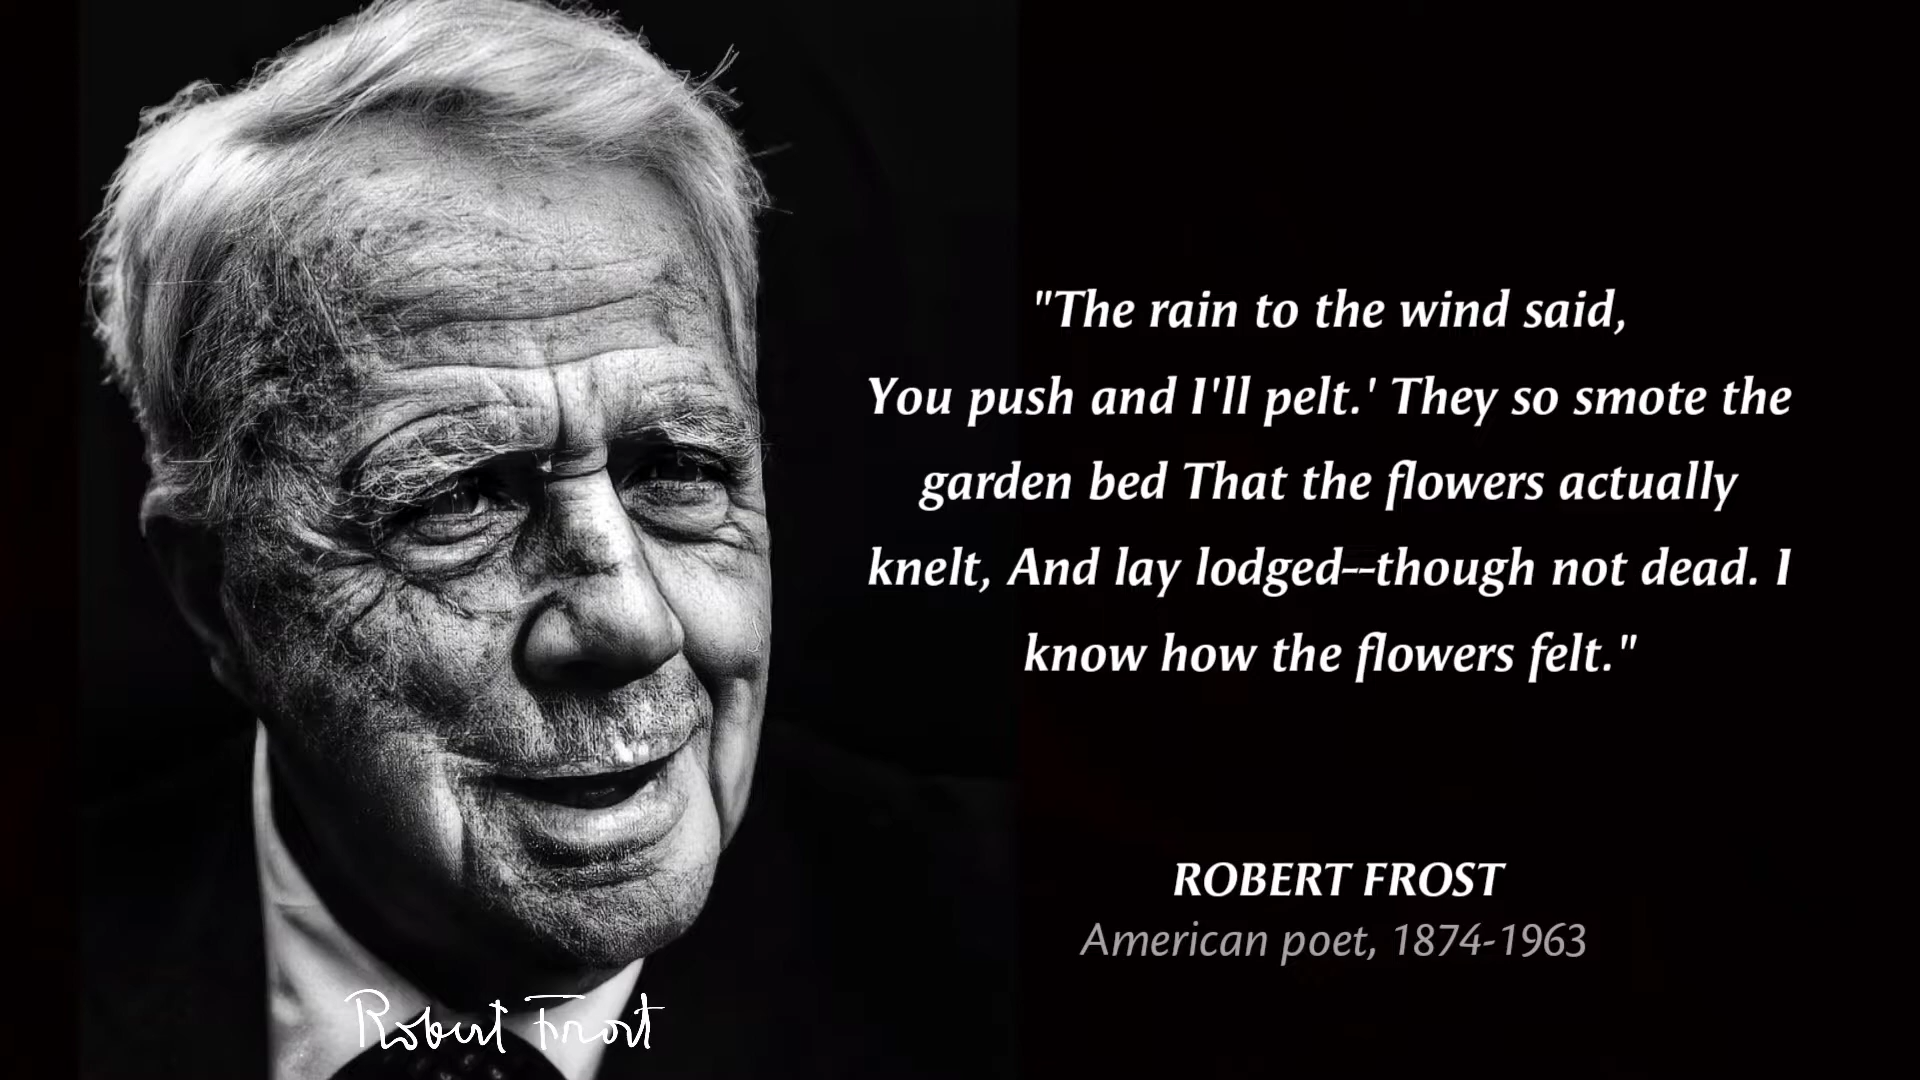 "The rain to the wind said,
You push and I'll pelt.' They so smote the
garden bed That the flowers actually
knelt, And lay lodged--though not dead. I
know how the flowers felt."
ROBERT FROST
American poet, 1874-1963
Robert Frost